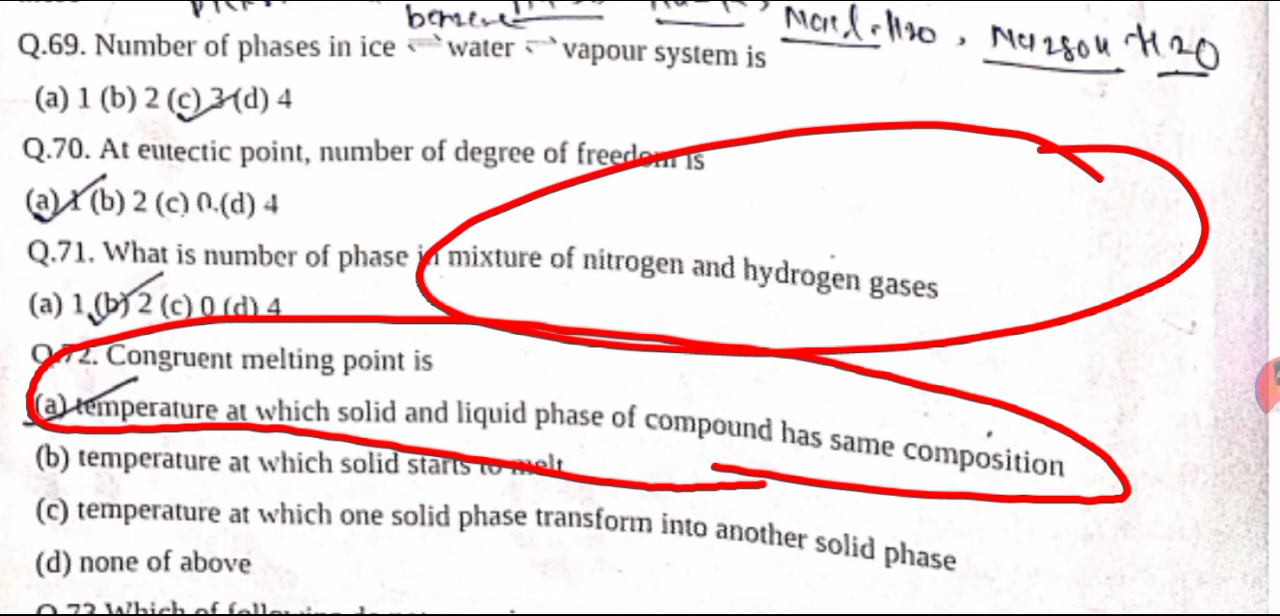 benzene
NaCl.H2O, Na2SO4 H2O
Q.69. Number of phases in ice ⇌ water ⇌ vapour system is
(a) 1 (b) 2 (c) 3 (d) 4
Q.70. At eutectic point, number of degree of freedom is
(a) 1 (b) 2 (c) 0.(d) 4
Q.71. What is number of phase in mixture of nitrogen and hydrogen gases
(a) 1 (b) 2 (c) 0 (d) 4
Q.72. Congruent melting point is
(a) temperature at which solid and liquid phase of compound has same composition
(b) temperature at which solid starts to melt
(c) temperature at which one solid phase transform into another solid phase
(d) none of above
Q.73 Which of